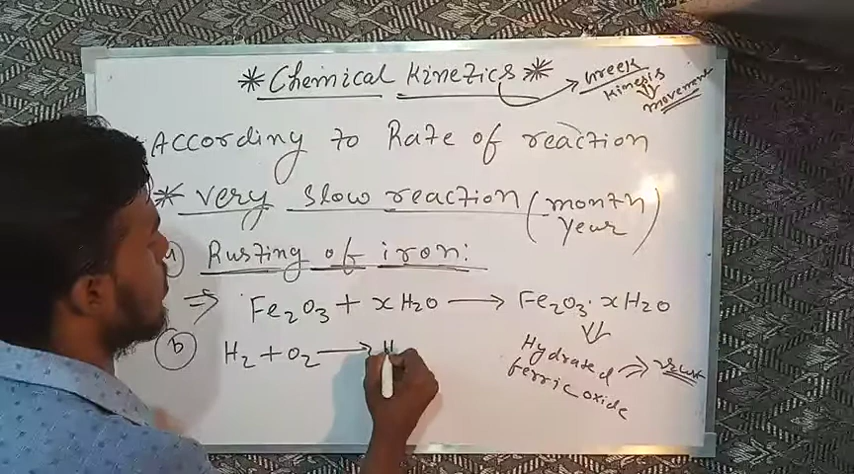 * Chemical Kinetics *
Greek
Kinesis
movement
According to Rate of reaction
* very slow reaction (month
year)
a) Rusting of iron:
⇒ Fe₂O₃ + xH₂O → Fe₂O₃·xH₂O
Hydrated ⇒ rust
ferric oxide
b) H₂ + O₂ → H